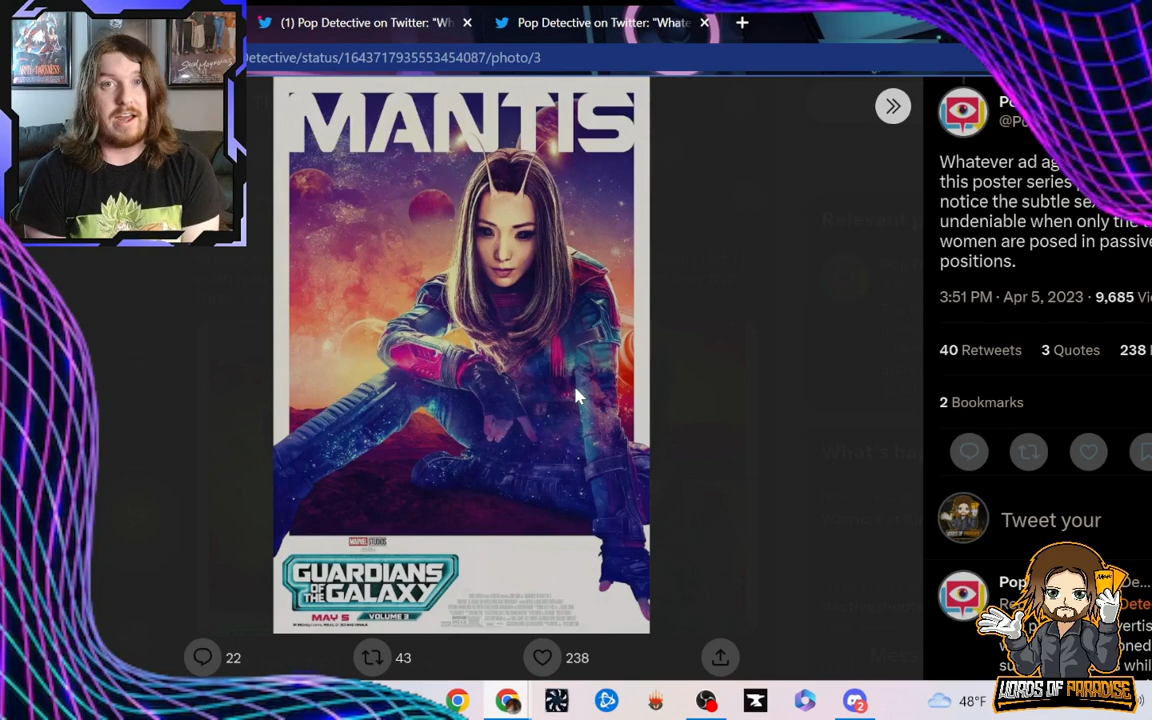 (1) Pop Detective on Twitter: "Wh
Pop Detective on Twitter: "Whate
etective/status/1643717935553454087/photo/3
MANTIS
MARVEL STUDIOS
GUARDIANS
OF THE GALAXY
MAY 5 VOLUME 3
22
43
238
Whatever ad ag
this poster series
notice the subtle se
undeniable when only the
women are posed in passive
positions.
3:51 PM · Apr 5, 2023 · 9,685 Vi
40 Retweets 3 Quotes 238
2 Bookmarks
Tweet your
Pop
WORDS OF PARADISE
48°F